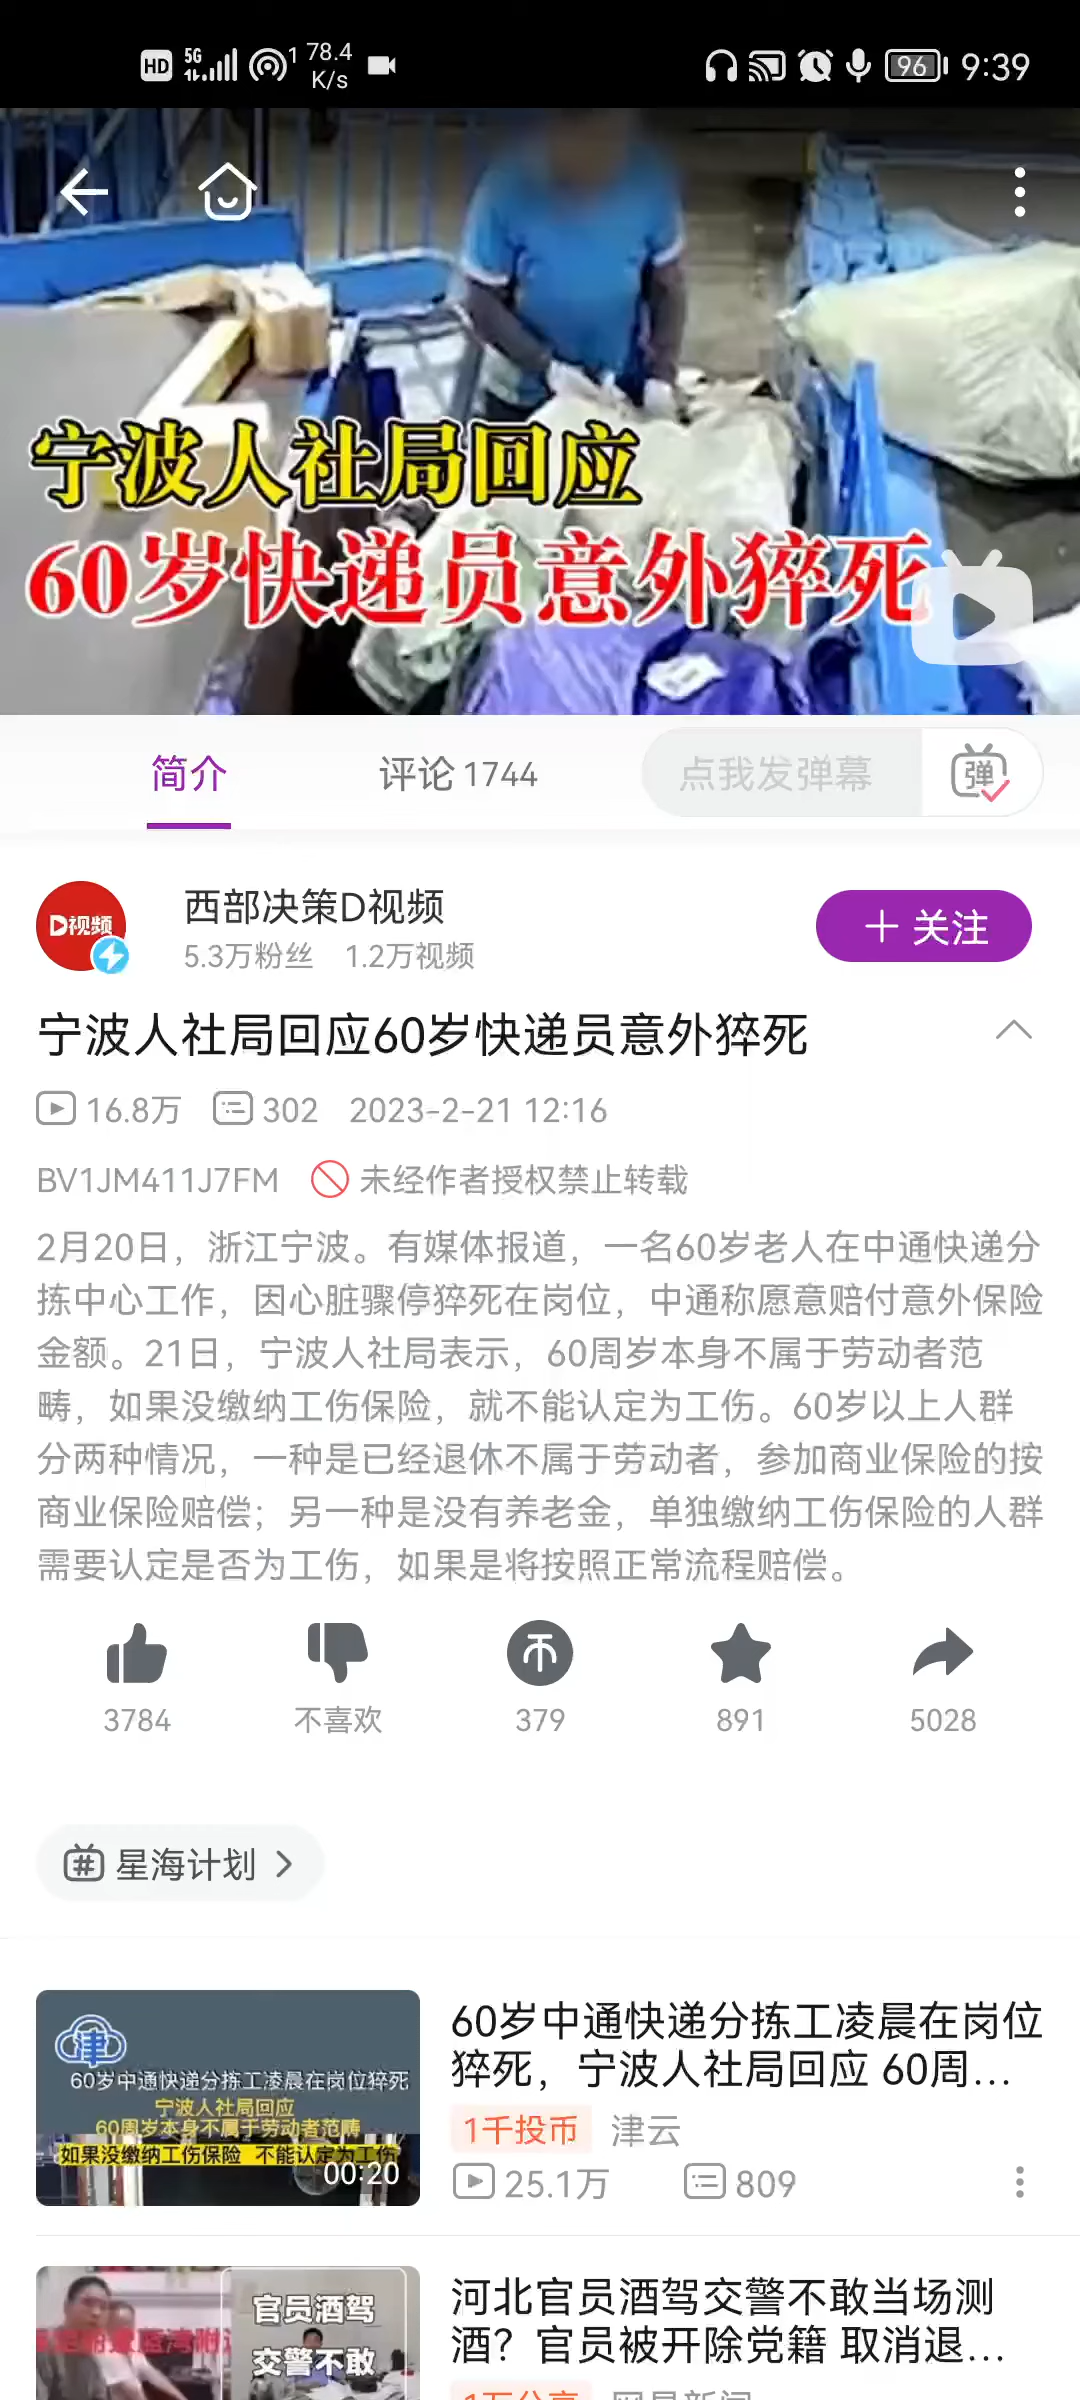 HD 5G 1 78.4 K/s 96 9:39
宁波人社局回应
60岁快递员意外猝死
简介 评论 1744 点我发弹幕 弹
D视频
西部决策D视频
5.3万粉丝 1.2万视频
关注
宁波人社局回应60岁快递员意外猝死
16.8万 302 2023-2-21 12:16
BV1JM411J7FM 未经作者授权禁止转载
2月20日，浙江宁波。有媒体报道，一名60岁老人在中通快递分
拣中心工作，因心脏骤停猝死在岗位，中通称愿意赔付意外保险
金额。21日，宁波人社局表示，60周岁本身不属于劳动者范
畴，如果没缴纳工伤保险，就不能认定为工伤。60岁以上人群
分两种情况，一种是已经退休不属于劳动者，参加商业保险的按
商业保险赔偿；另一种是没有养老金，单独缴纳工伤保险的人群
需要认定是否为工伤，如果是将按照正常流程赔偿。
3784 不喜欢 379 891 5028
星海计划
津
60岁中通快递分拣工凌晨在岗位猝死
宁波人社局回应
60周岁本身不属于劳动者范畴
如果没缴纳工伤保险 不能认定为工伤
00:20
60岁中通快递分拣工凌晨在岗位
猝死，宁波人社局回应 60周...
1千投币 津云
25.1万 809
官员酒驾
交警不敢
河北官员酒驾交警不敢当场测
酒？官员被开除党籍 取消退...